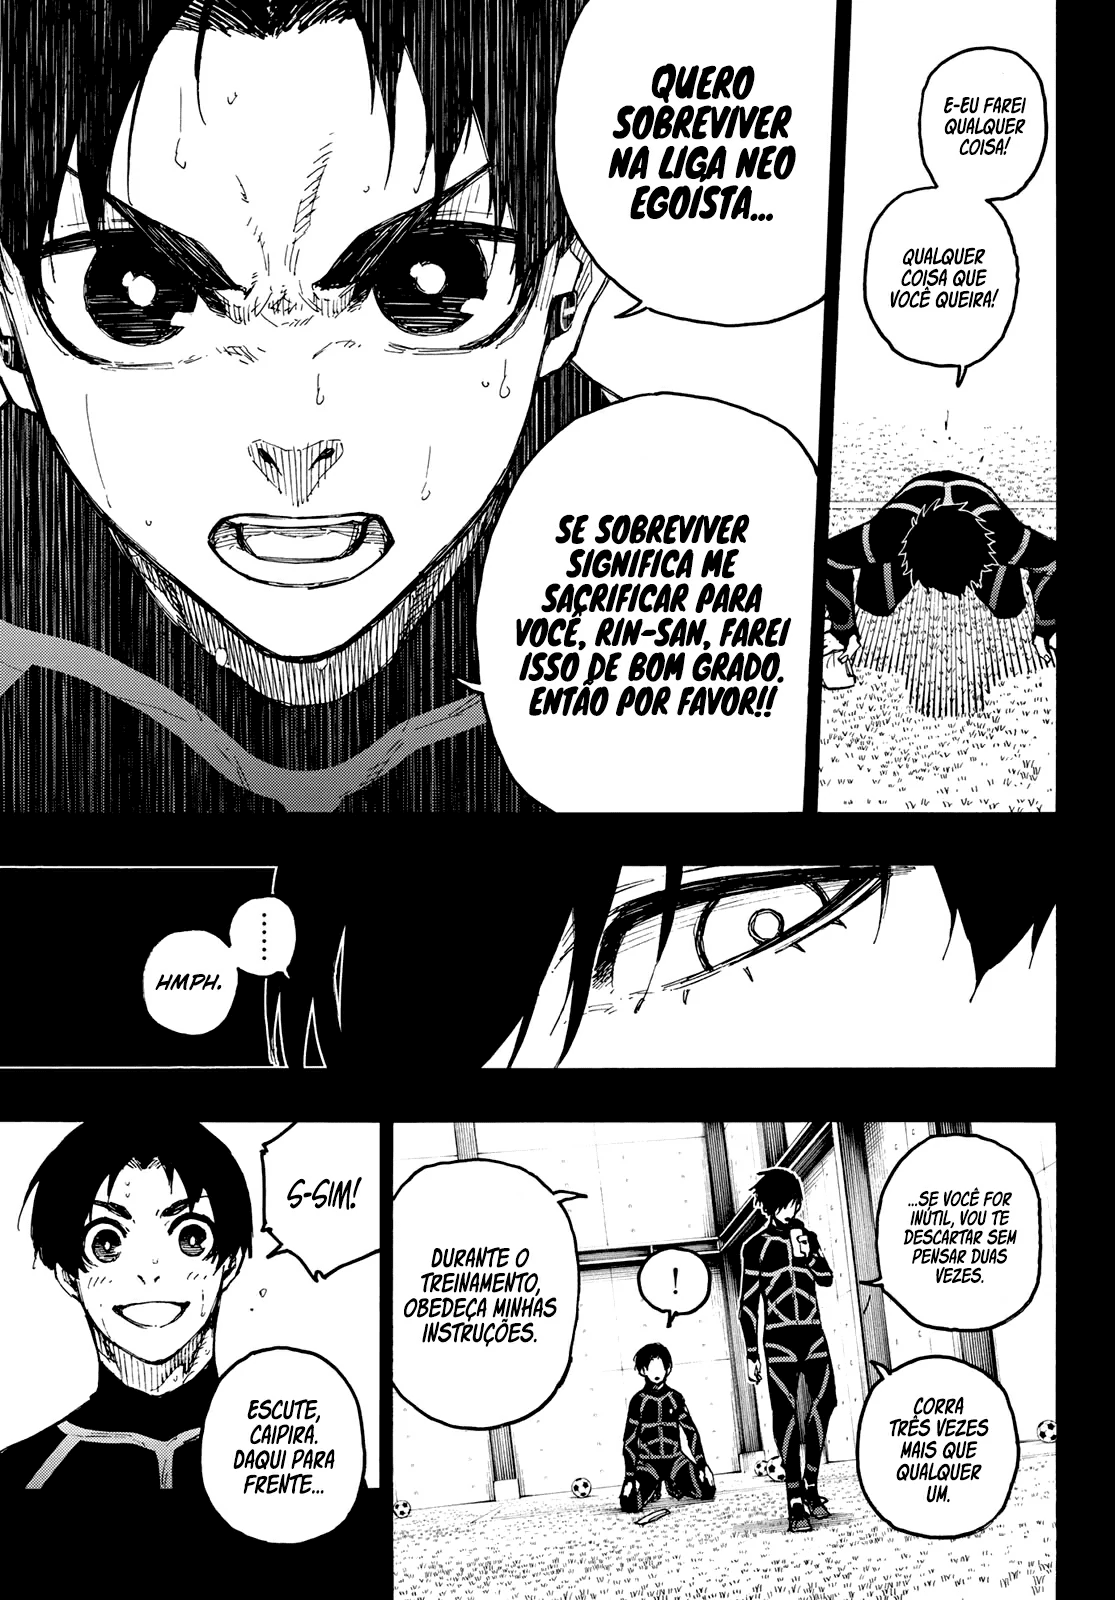 E-EU FAREI
QUALQUER
COISA!
QUALQUER
COISA QUE
VOCÊ QUEIRA!
QUERO
SOBREVIVER
NA LIGA NEO
EGOÍSTA...
SE SOBREVIVER
SIGNIFICA ME
SACRIFICAR PARA
VOCÊ, RIN-SAN, FAREI
ISSO DE BOM GRADO.
ENTÃO POR FAVOR!!
......
HMPH.
...SE VOCÊ FOR
INÚTIL, VOU TE
DESCARTAR SEM
PENSAR DUAS
VEZES.
CORRA
TRÊS VEZES
MAIS QUE
QUALQUER
UM.
!
DURANTE O
TREINAMENTO,
OBEDEÇA MINHAS
INSTRUÇÕES.
S-SIM!
ESCUTE,
CAIPIRA.
DAQUI PARA
FRENTE...